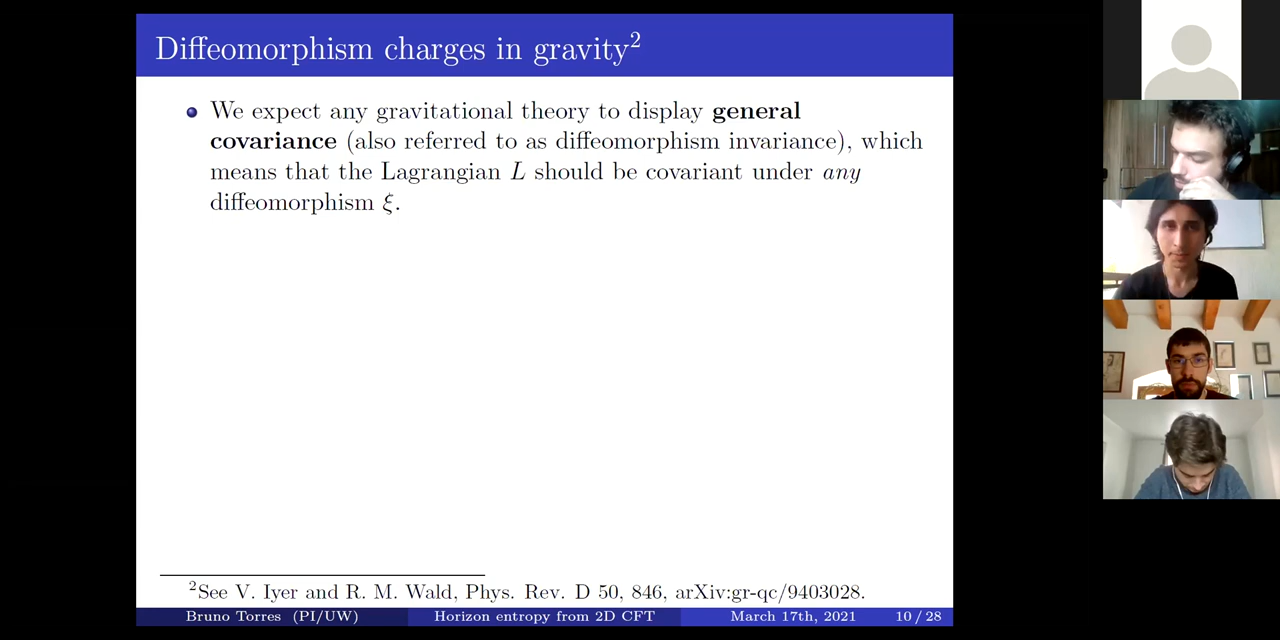 Diffeomorphism charges in gravity²
We expect any gravitational theory to display general
covariance (also referred to as diffeomorphism invariance), which
means that the Lagrangian L should be covariant under any
diffeomorphism ξ.
²See V. Iyer and R. M. Wald, Phys. Rev. D 50, 846, arXiv:gr-qc/9403028.
Bruno Torres (PI/UW) Horizon entropy from 2D CFT March 17th, 2021 10 / 28